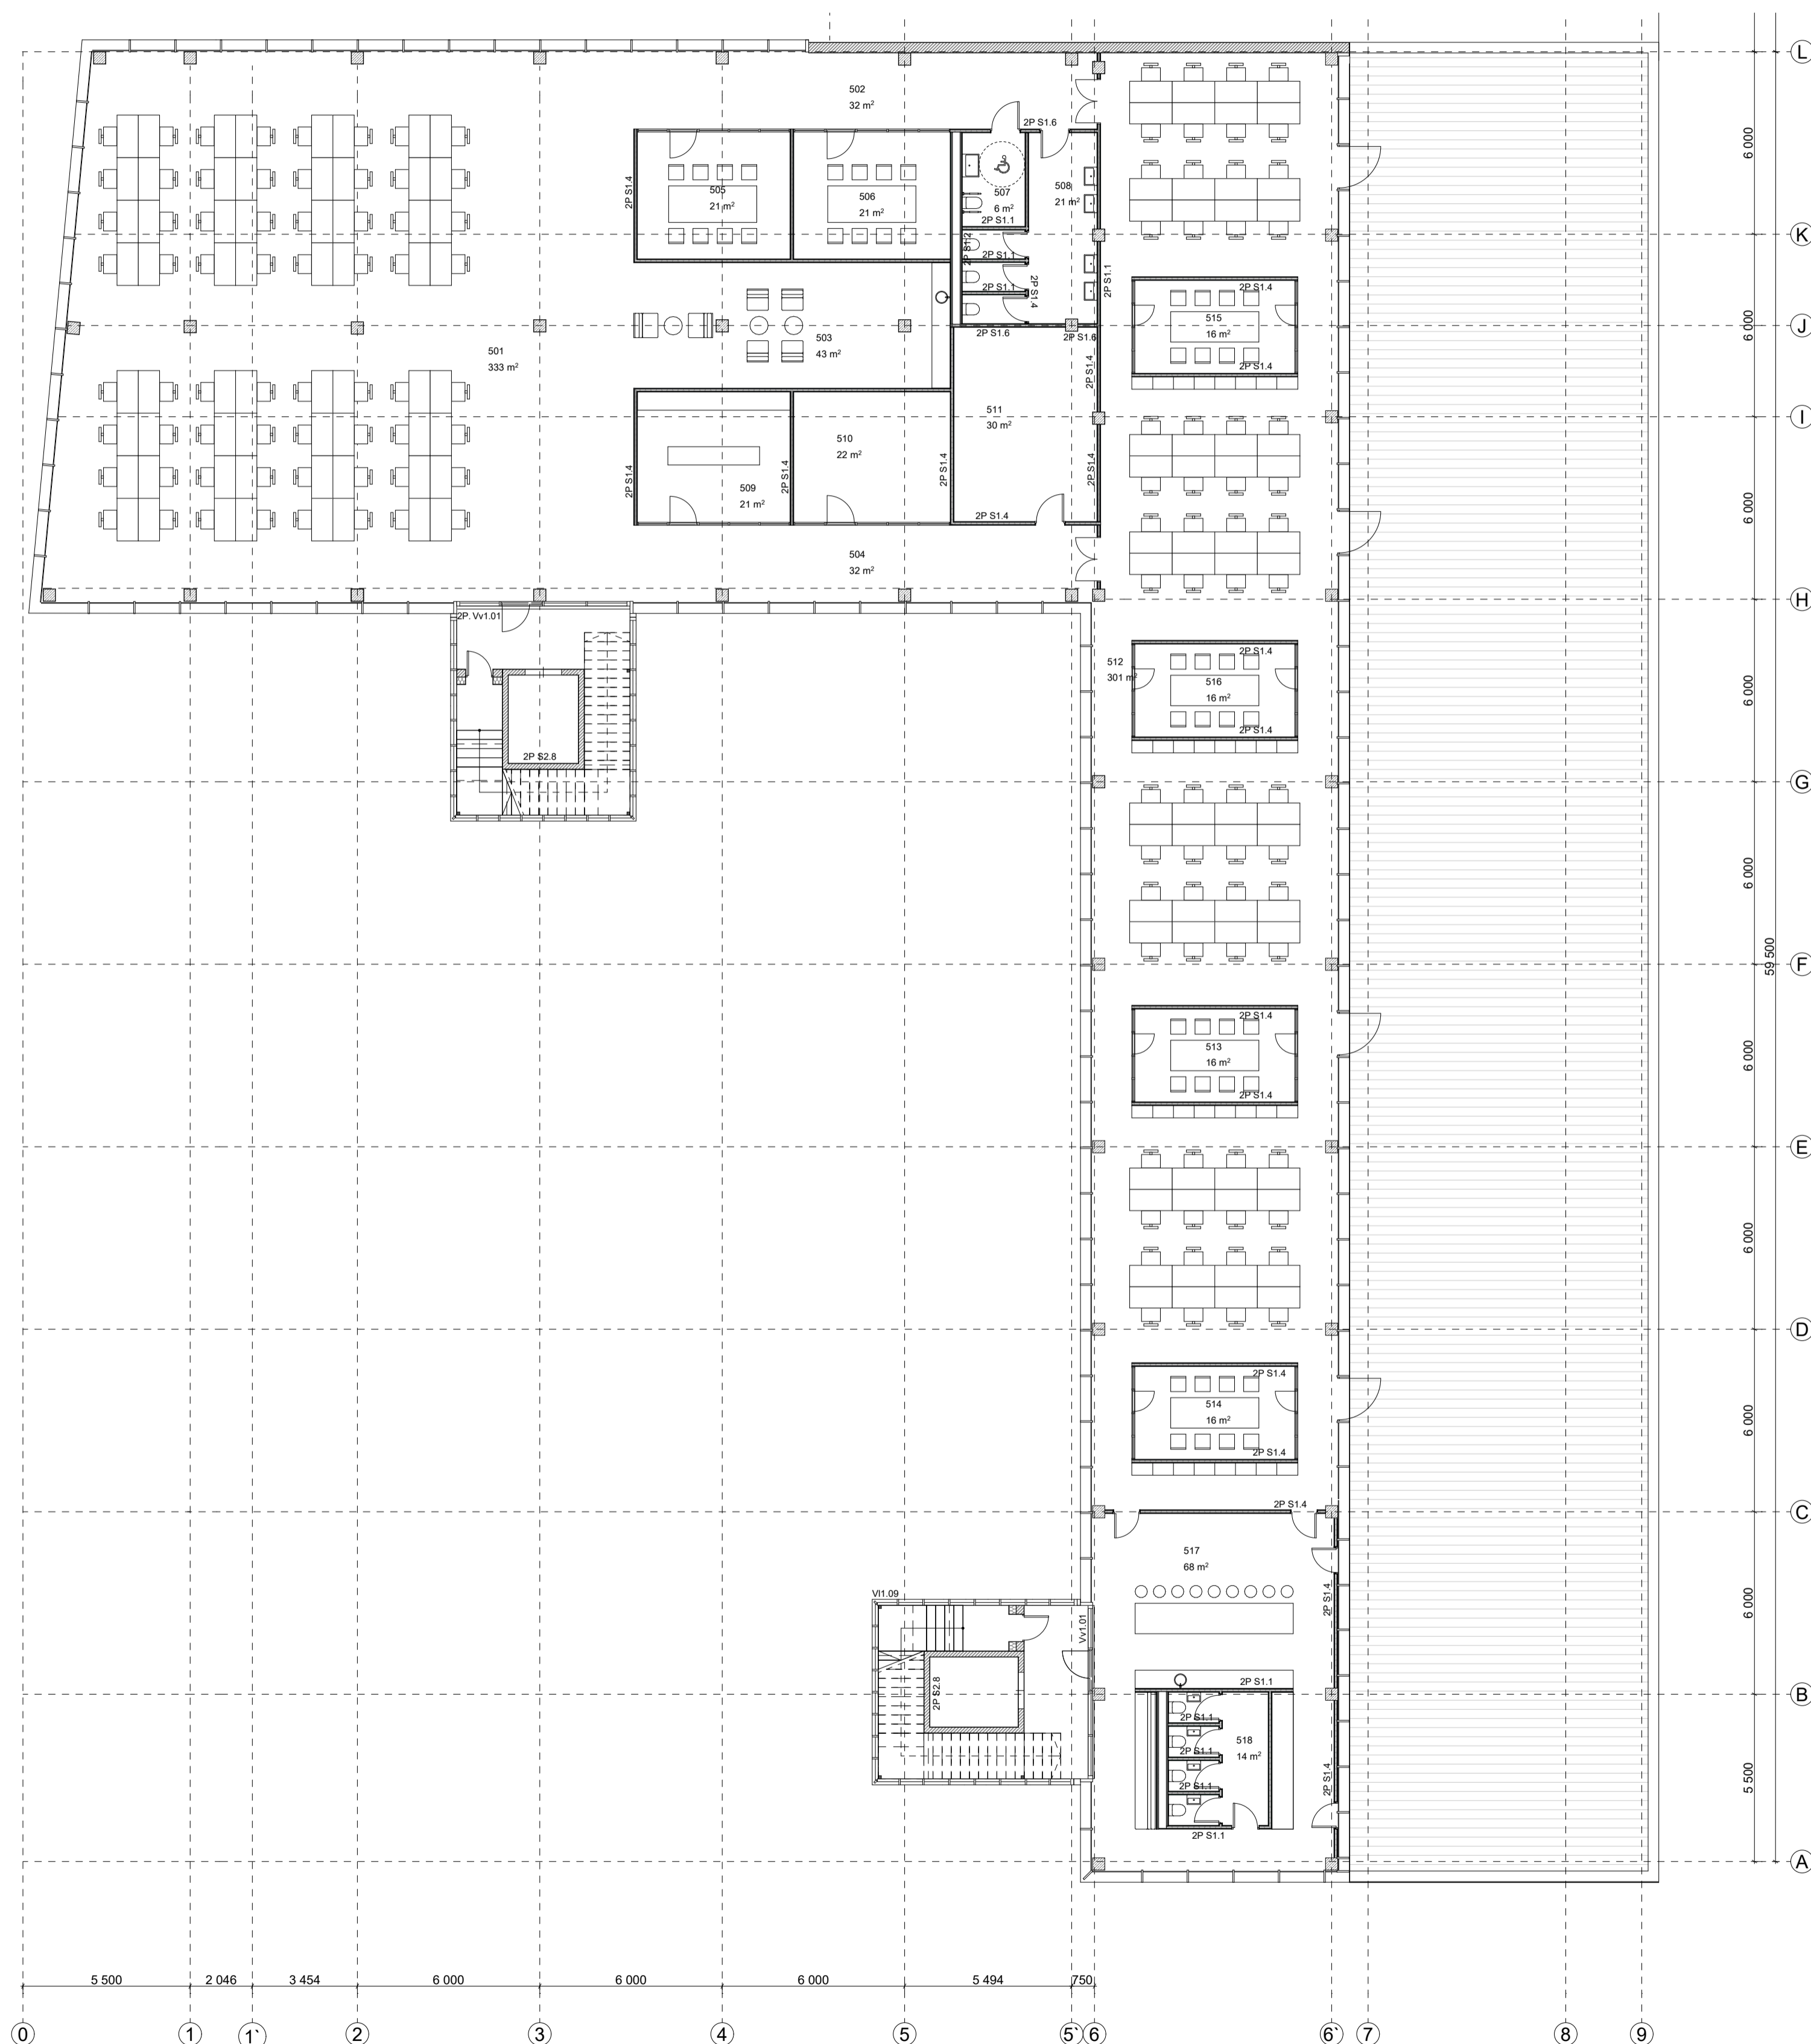 L
6 000
502
32 m²
2P S1.6
505
21 m²
2P S1.4
506
21 m²
507
6 m²
508
21 m²
2P S1.1
K
2P S1.2
2P S1.1
2P S1.1
2P S1.4
2P S1.1
2P S1.4
515
16 m²
2P S1.4
6 000
J
2P S1.6
2P S1.6
501
333 m²
503
43 m²
2P S1.4
511
30 m²
I
510
22 m²
2P S1.4
2P S1.4
2P S1.4
2P S1.4
509
21 m²
2P S1.4
6 000
504
32 m²
H
2P. Vv1.01
512
301 m²
2P S1.4
516
16 m²
2P S1.4
6 000
2P S2.8
G
6 000
59 500
F
2P S1.4
513
16 m²
2P S1.4
6 000
E
6 000
D
2P S1.4
514
16 m²
2P S1.4
6 000
2P S1.4
C
517
68 m²
VI1.09
2P S1.4
6 000
Vv1.01
2P S2.8
2P S1.1
B
2P S1.1
518
14 m²
2P S1.1
2P S1.1
2P S1.4
5 500
2P S1.1
A
5 500
2 046
3 454
6 000
6 000
6 000
5 494
750
0
1
1`
2
3
4
5
5`
6
6`
7
8
9